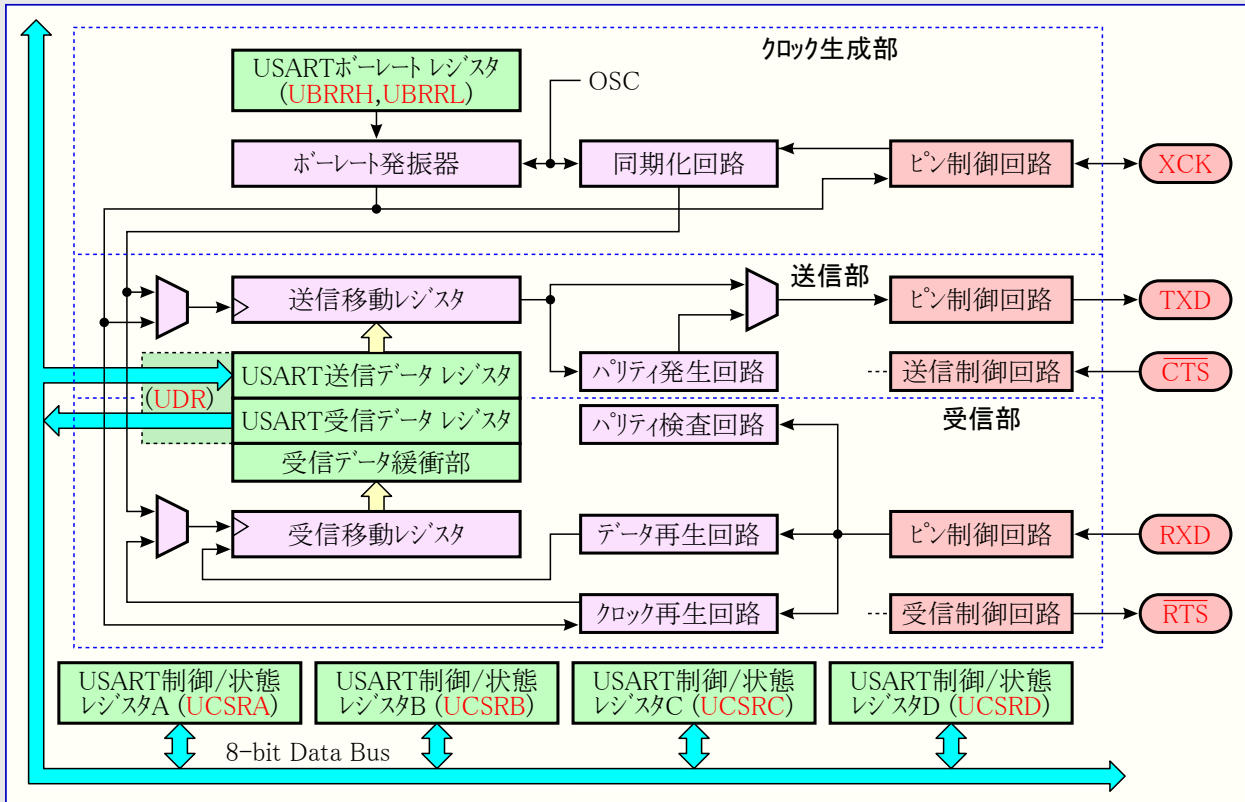 クロック生成部
USARTボーレート レジスタ
(UBRRH,UBRRL)
OSC
ボーレート発振器
同期化回路
ピン制御回路
XCK
送信部
送信移動レジスタ
ピン制御回路
TXD
USART送信データ レジスタ
パリティ発生回路
送信制御回路
CTS
(UDR)
USART受信データ レジスタ
パリティ検査回路
受信部
受信データ緩衝部
受信移動レジスタ
データ再生回路
ピン制御回路
RXD
クロック再生回路
受信制御回路
RTS
USART制御/状態
レジスタA (UCSRA)
USART制御/状態
レジスタB (UCSRB)
USART制御/状態
レジスタC (UCSRC)
USART制御/状態
レジスタD (UCSRD)
8-bit Data Bus